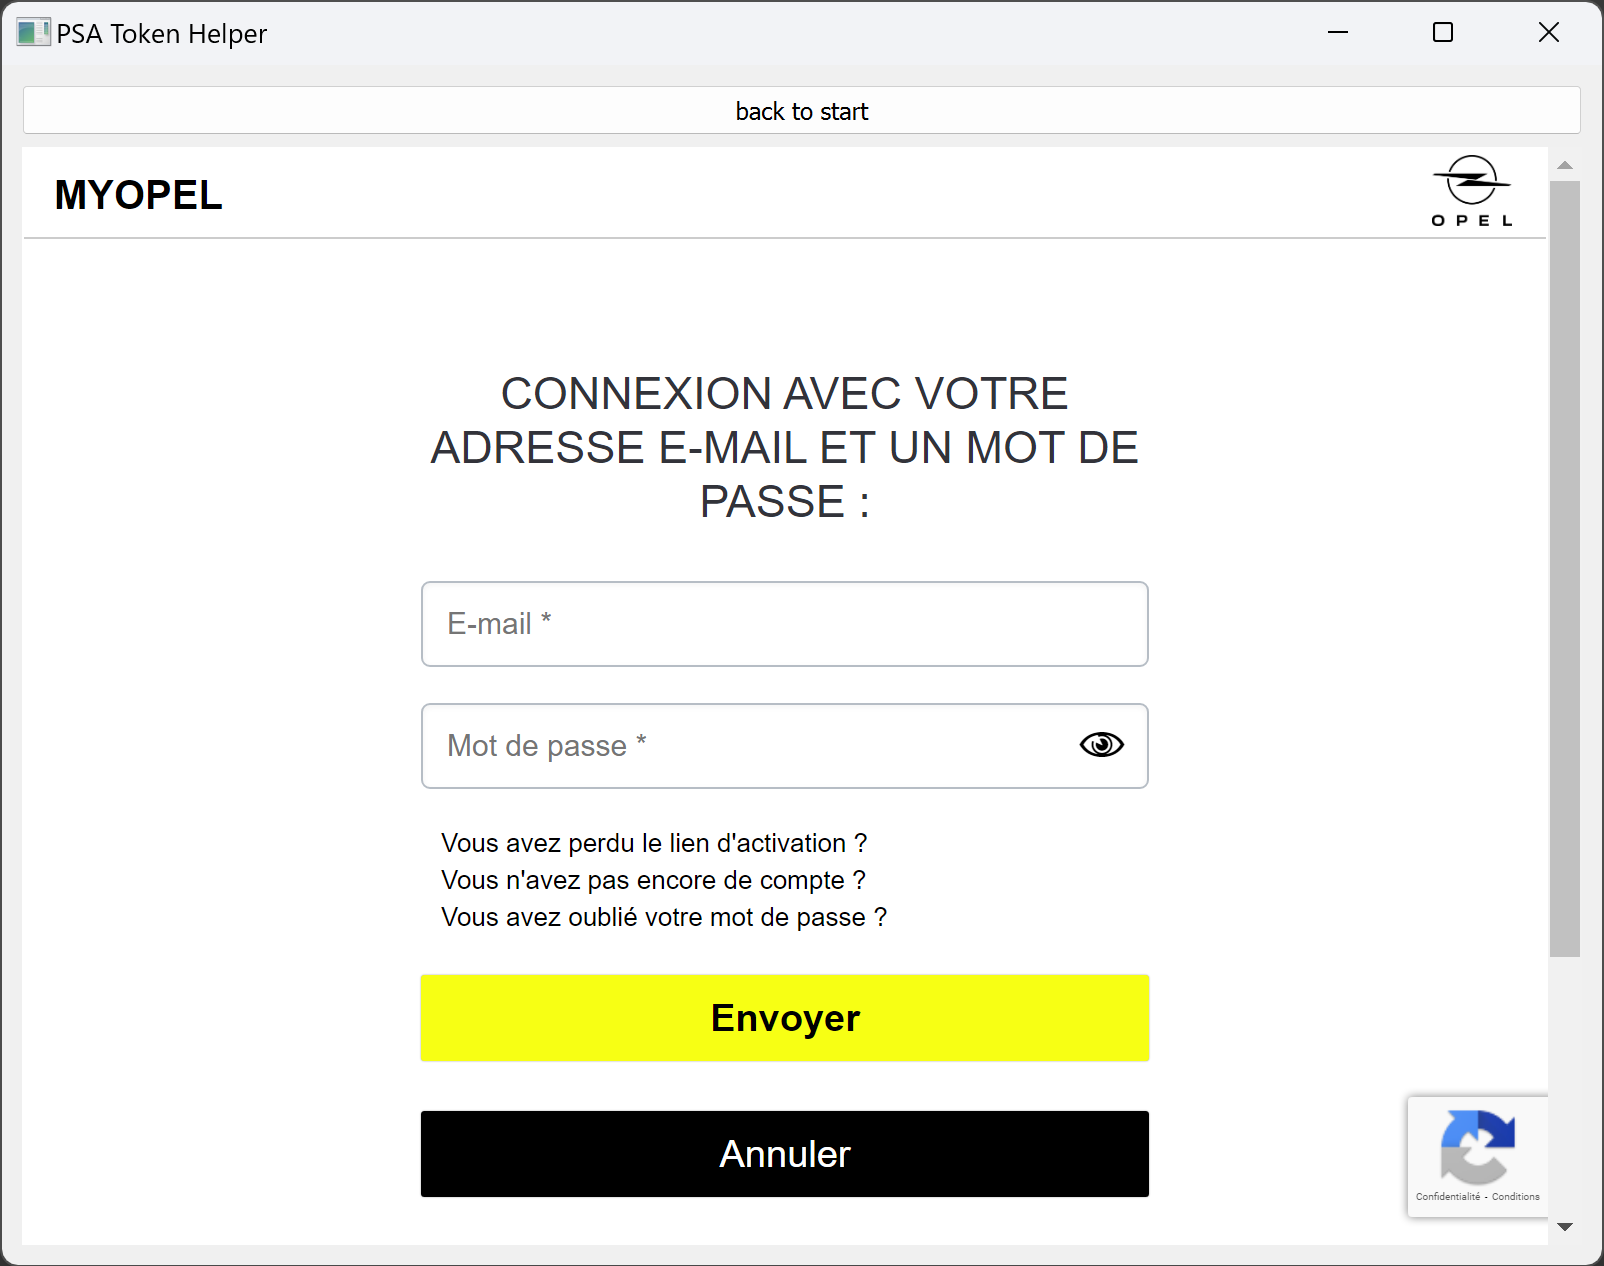 PSA Token Helper
back to start
MYOPEL
OPEL
CONNEXION AVEC VOTRE
ADRESSE E-MAIL ET UN MOT DE
PASSE :
E-mail *
Mot de passe *
Vous avez perdu le lien d'activation ?
Vous n'avez pas encore de compte ?
Vous avez oublié votre mot de passe ?
Envoyer
Annuler
Confidentialité - Conditions